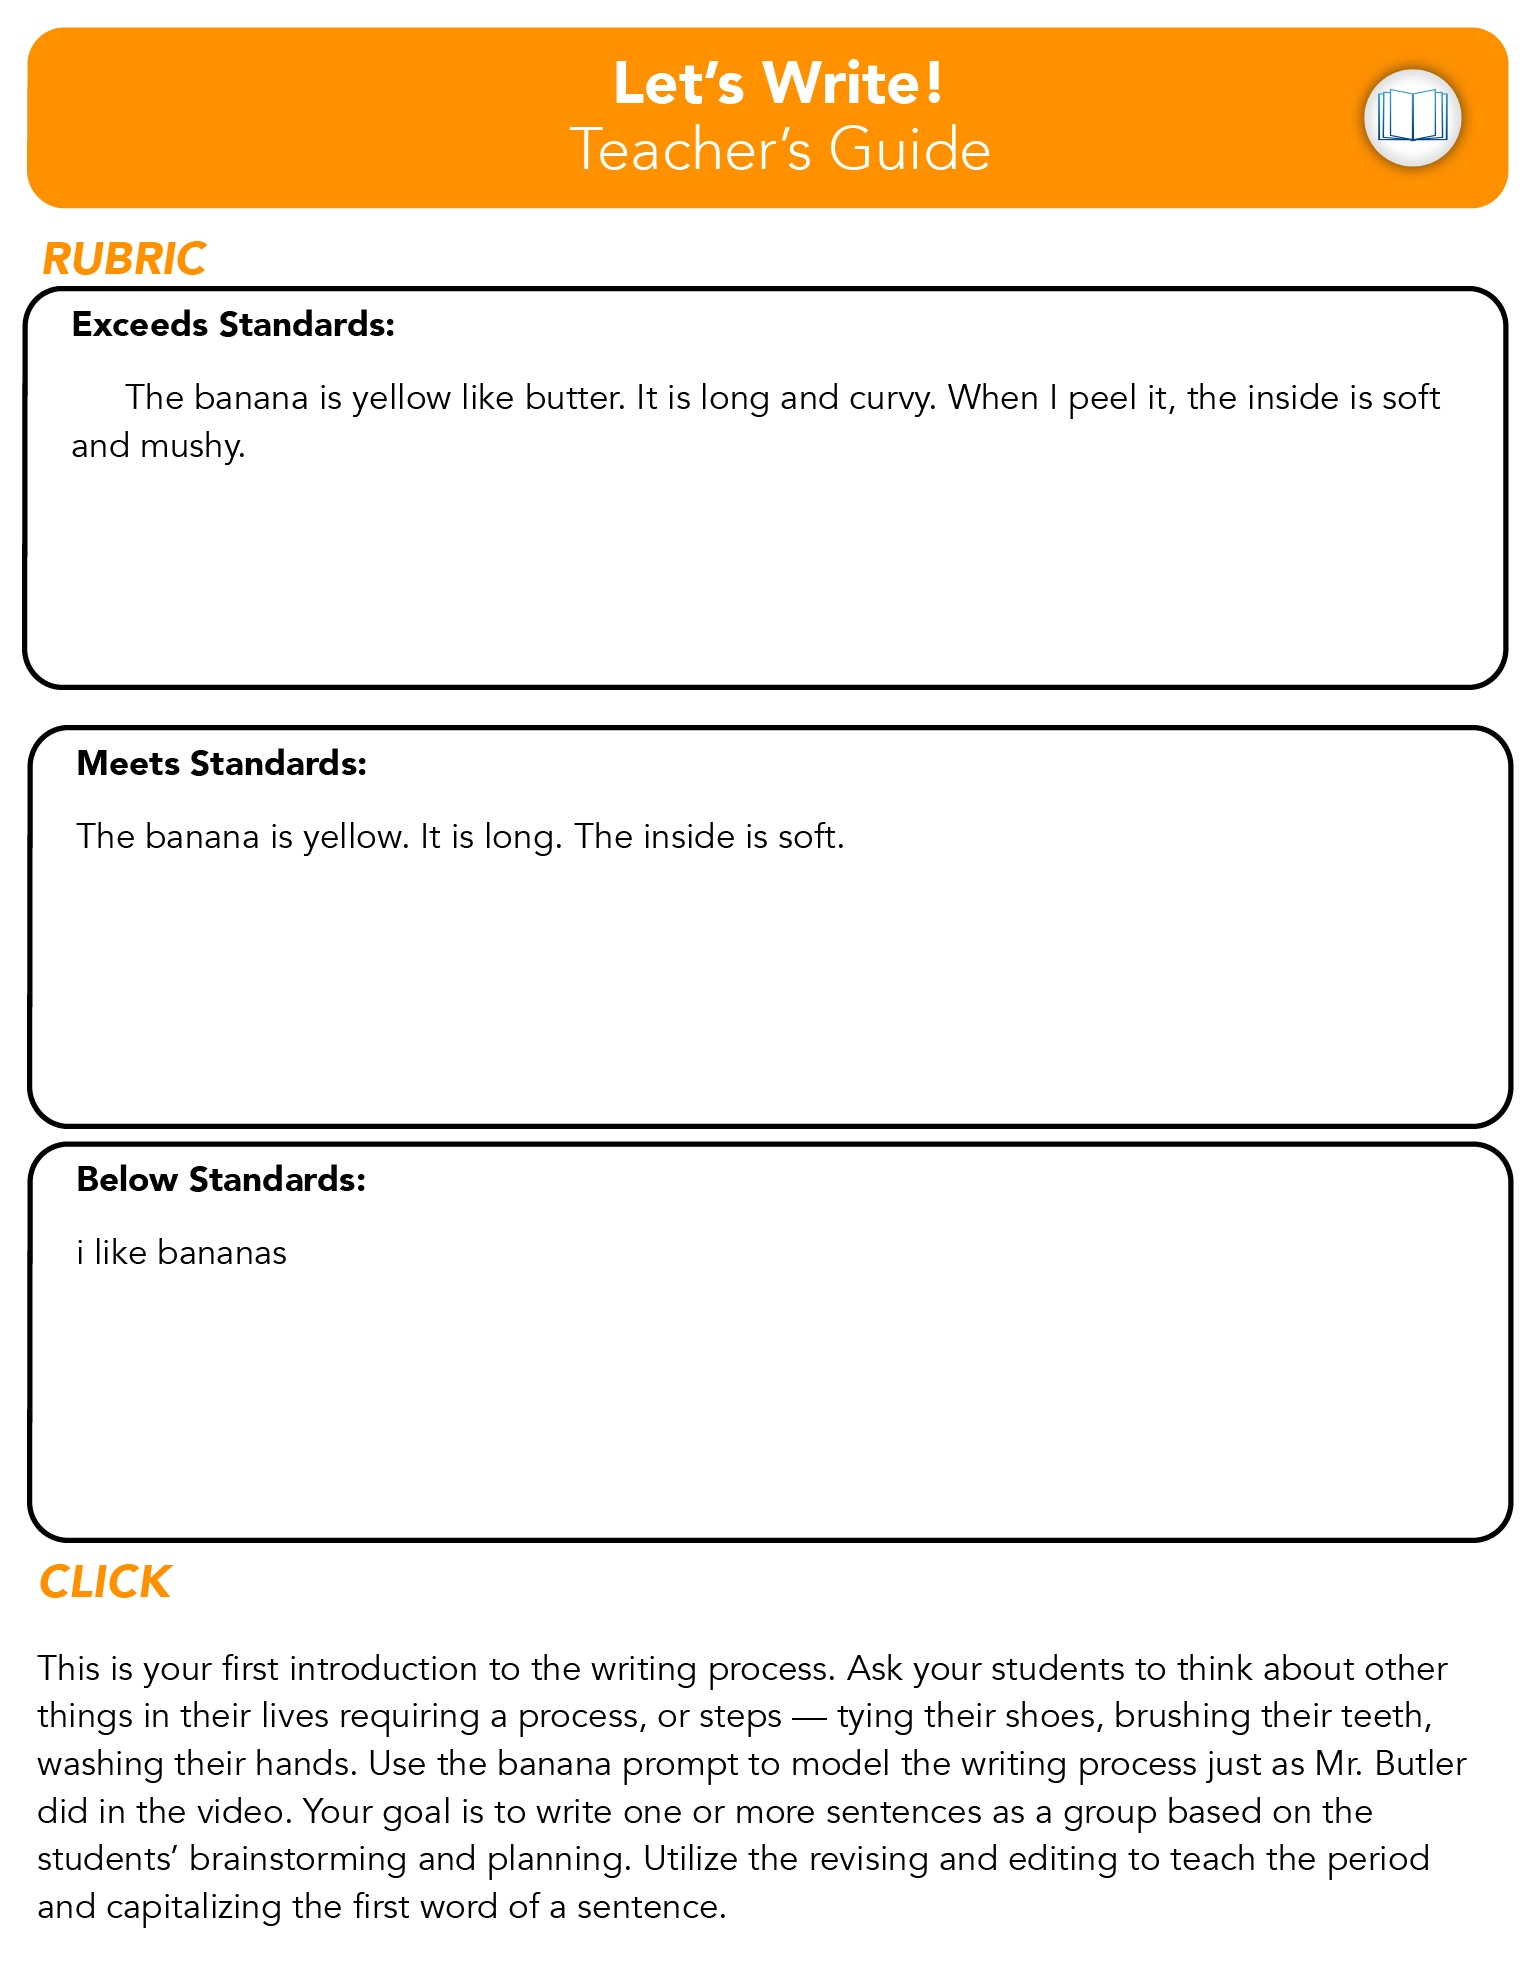 Let’s Write!
Teacher’s Guide
RUBRIC
Exceeds Standards:
The banana is yellow like butter. It is long and curvy. When I peel it, the inside is soft
and mushy.
Meets Standards:
The banana is yellow. It is long. The inside is soft.
Below Standards:
i like bananas
CLICK
This is your first introduction to the writing process. Ask your students to think about other
things in their lives requiring a process, or steps — tying their shoes, brushing their teeth,
washing their hands. Use the banana prompt to model the writing process just as Mr. Butler
did in the video. Your goal is to write one or more sentences as a group based on the
students’ brainstorming and planning. Utilize the revising and editing to teach the period
and capitalizing the first word of a sentence.